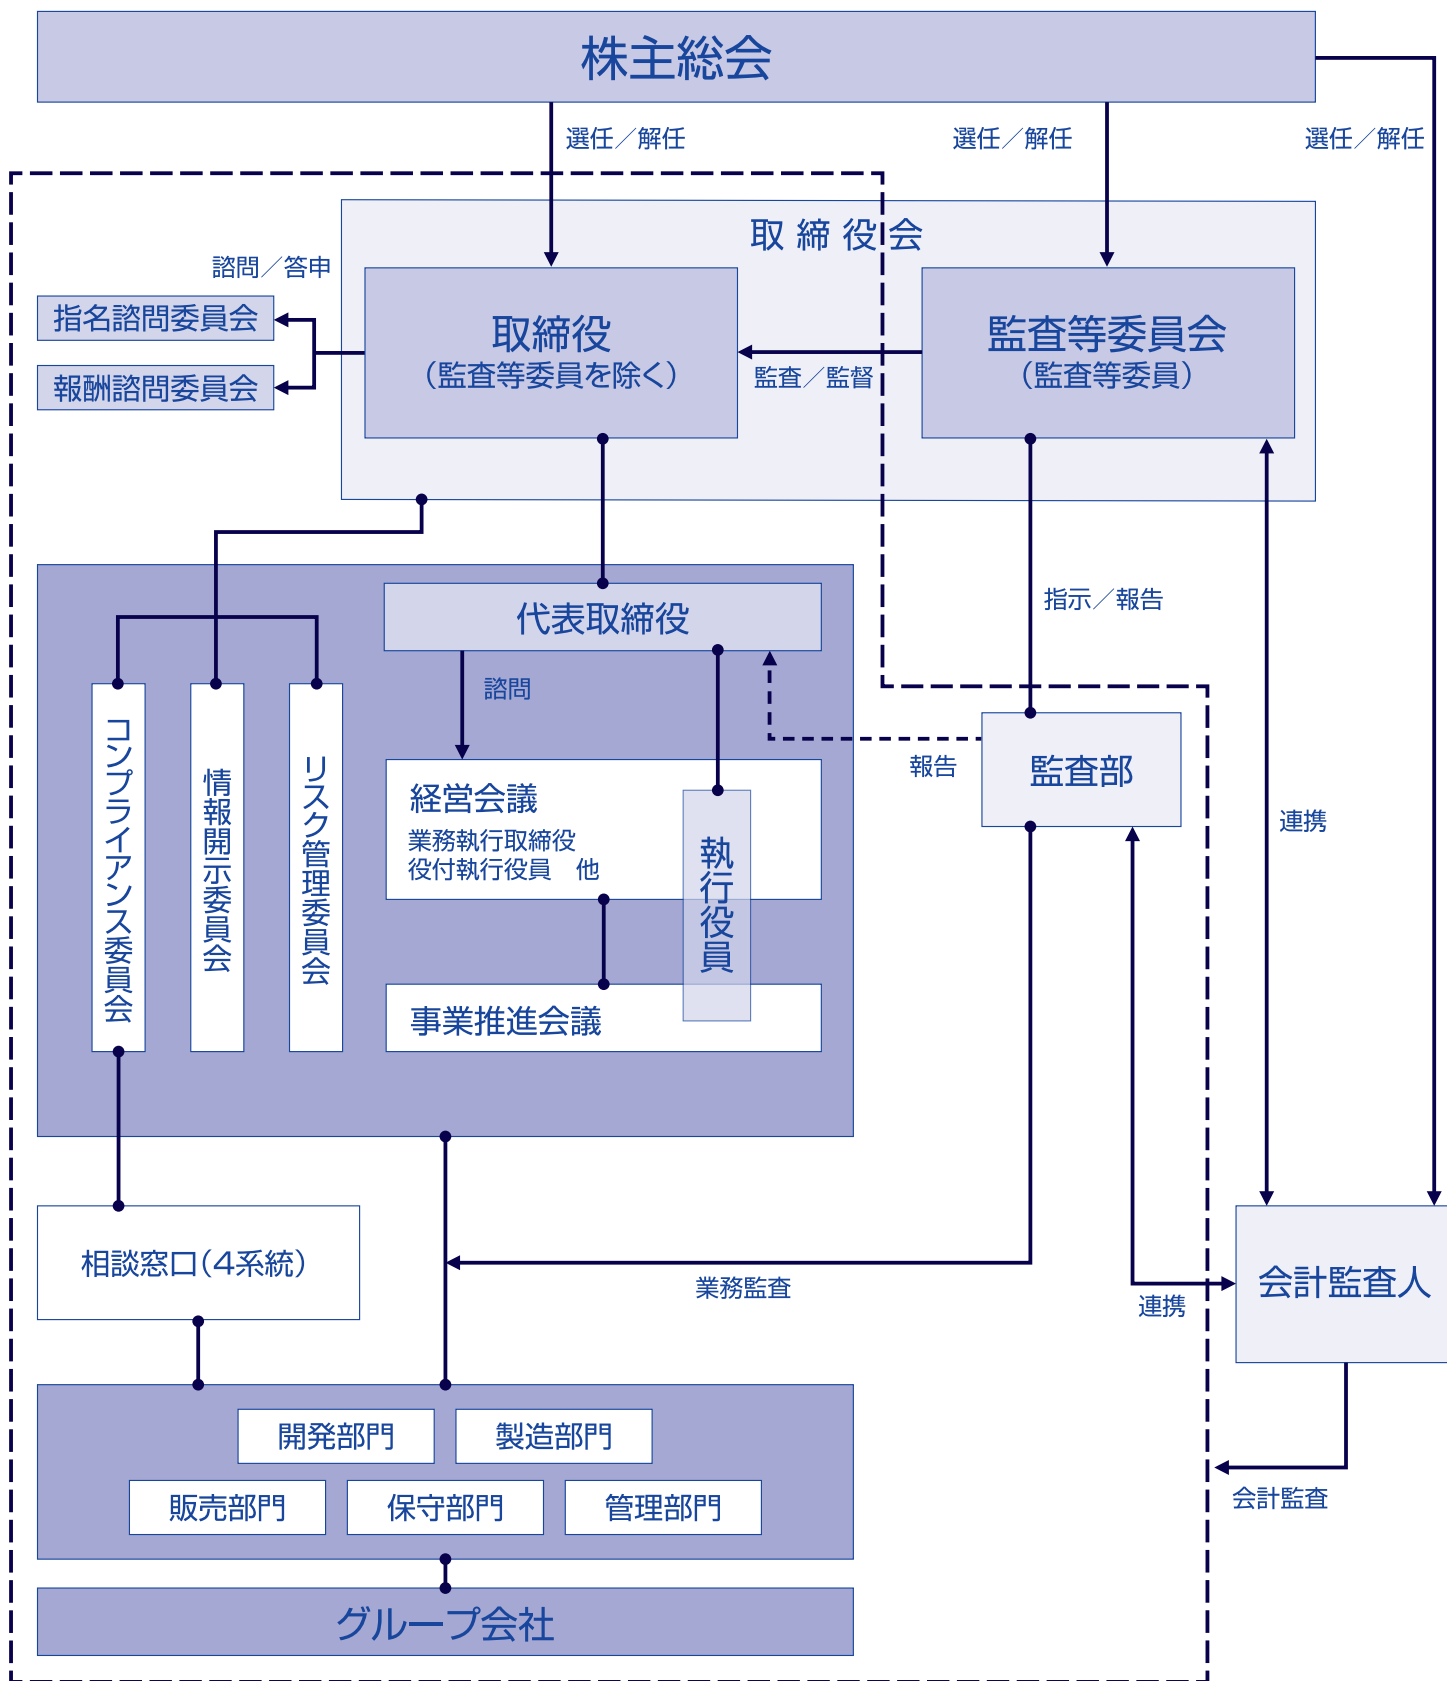 株主総会
選任／解任
選任／解任
選任／解任
取締役会
諮問／答申
指名諮問委員会
報酬諮問委員会
取締役
（監査等委員を除く）
監査／監督
監査等委員会
（監査等委員）
指示／報告
代表取締役
諮問
コンプライアンス委員会
情報開示委員会
リスク管理委員会
経営会議
業務執行取締役
役付執行役員　他
執行役員
事業推進会議
報告
監査部
連携
相談窓口（4系統）
業務監査
連携
会計監査人
会計監査
開発部門
製造部門
販売部門
保守部門
管理部門
グループ会社